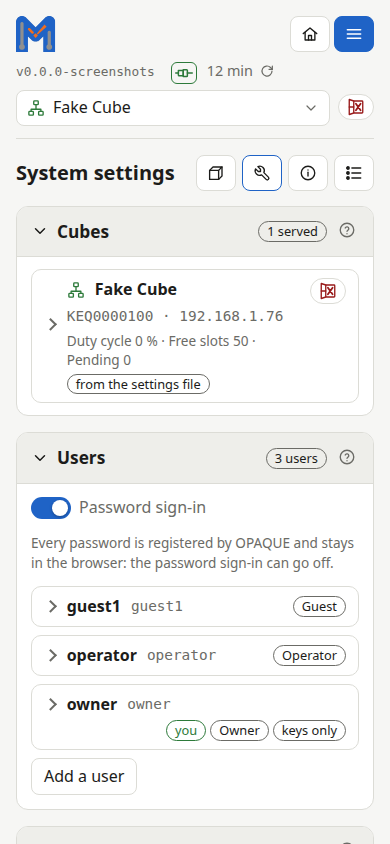 v0.0.0-screenshots 12 min
Fake Cube
System settings
Cubes 1 served
Fake Cube
KEQ0000100 · 192.168.1.76
Duty cycle 0 % · Free slots 50 ·
Pending 0
from the settings file
Users 3 users
Password sign-in
Every password is registered by OPAQUE and stays
in the browser: the password sign-in can go off.
guest1 guest1 Guest
operator operator Operator
owner owner
you Owner keys only
Add a user